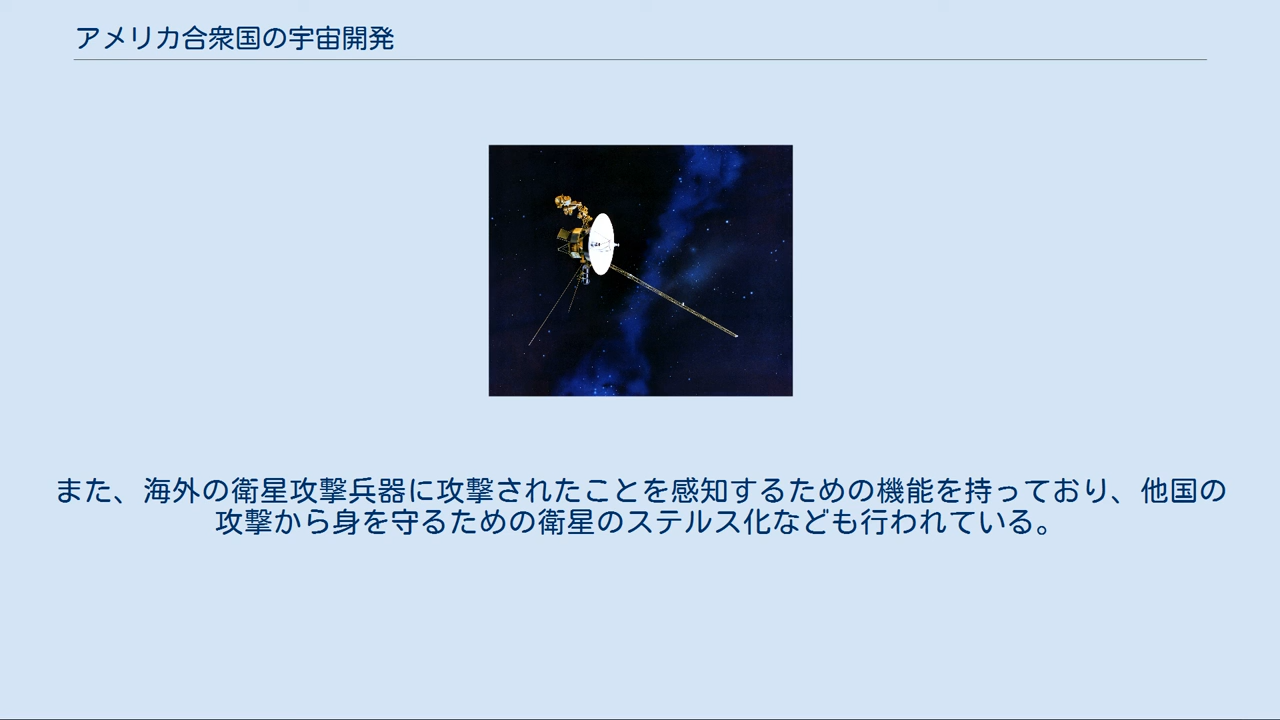 アメリカ合衆国の宇宙開発
また、海外の衛星攻撃兵器に攻撃されたことを感知するための機能を持っており、他国の
攻撃から身を守るための衛星のステルス化なども行われている。